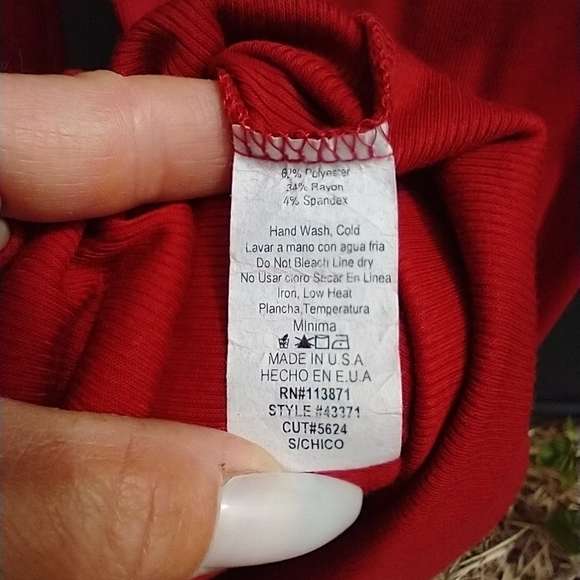 62% Polyester
34% Rayon
4% Spandex
Hand Wash, Cold
Lavar a mano con agua fria
Do Not Bleach Line dry
No Usar cloro Secar En Linea
Iron, Low Heat
Plancha,Temperatura
Minima
MADE IN U.S.A
HECHO EN E.U.A
RN#113871
STYLE #43371
CUT#5624
S/CHICO